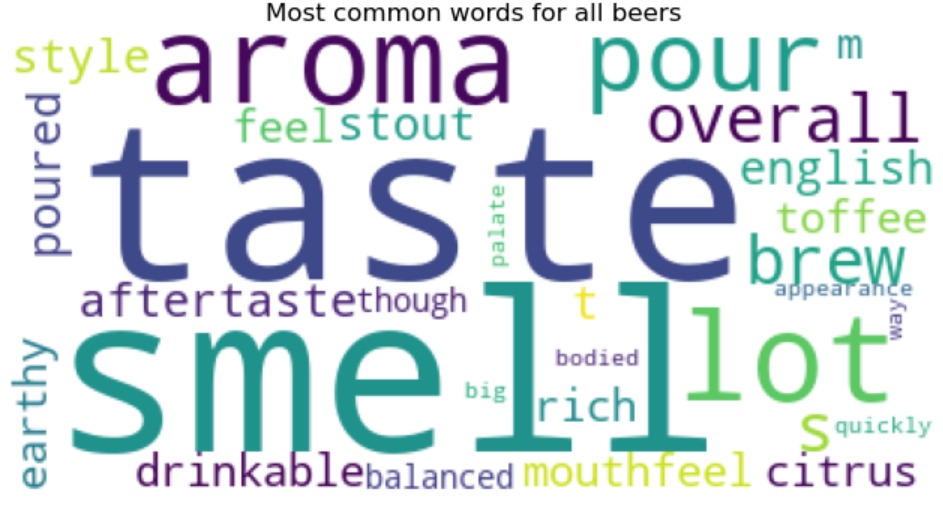 Most common words for all beers
style
aroma
pour
m
poured
feel
stout
overall
taste
palate
english
toffee
brew
aftertaste
though
t
appearance
way
earthy
smell
big
bodied
rich
lot
s
quickly
drinkable
balanced
mouthfeel
citrus